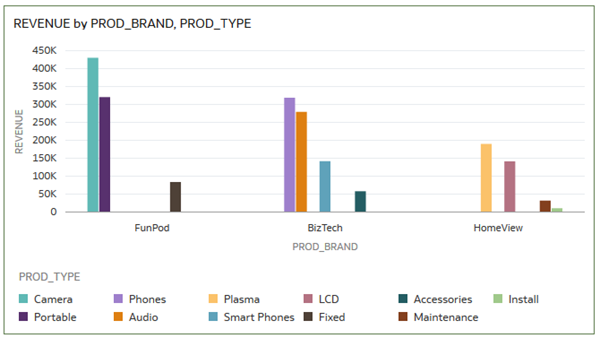 REVENUE by PROD_BRAND, PROD_TYPE
450K
400K
350K
300K
250K
200K
150K
100K
50K
0
REVENUE
FunPod BizTech HomeView
PROD_BRAND
PROD_TYPE
Camera Phones Plasma LCD Accessories Install
Portable Audio Smart Phones Fixed Maintenance